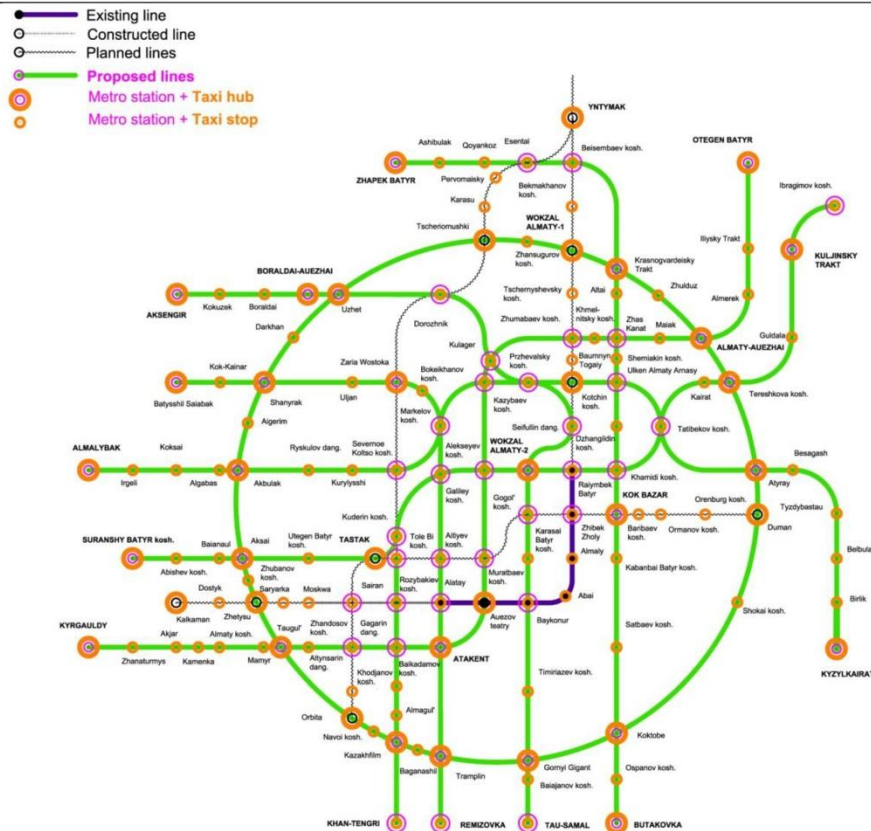 Existing line
Constructed line
Planned lines
Proposed lines
Metro station + Taxi hub
Metro station + Taxi stop
YNTYMAK
Ashibulak
Qoyankoz
Esentai
Beisembaev kosh.
OTEGEN BATYR
ZHAPEK BATYR
Pervomaisky
Bekmakhanov
kosh.
Ibragimov kosh.
Karasu
Tscheriomushki
WOKZAL
ALMATY-1
Iliysky Trakt
KULJINSKY
TRAKT
BORALDAI-AUEZHAI
Zhansugurov
kosh.
Krasnogvardeisky
Trakt
AKSENGIR
Kokuzek
Boraldai
Uzhet
Tschernyshevsky
kosh.
Altai
Zhulduz
Almerek
Darkhan
Dorozhnik
Zhumabaev kosh.
Khmel-
nitsky kosh.
Zhas
Kanat
Maiak
Guldala
ALMATY-AUEZHAI
Kulager
Przhevalsky
kosh.
Baumnyn
Togaiy
Shemiakin kosh.
Kok-Kainar
Zaria Wostoka
Bokeikhanov
kosh.
Ulken Almaty Arnasy
Batysshil Saiabak
Shanyrak
Uljan
Markelov
kosh.
Kazybaev
kosh.
Kotchin
kosh.
Kairat
Tereshkova kosh.
Aigerim
Seifullin dang.
Dzhangildin
kosh.
Tatibekov kosh.
ALMALYBAK
Koksai
Ryskulov dang.
Severnoe
Koltso kosh.
Alekseyev
kosh.
WOKZAL
ALMATY-2
Besagash
Irgeli
Algabas
Akbulak
Kurylysshi
Galiley
kosh.
Raiymbek
Batyr
Khamidi kosh.
Atyray
Gogol'
kosh.
KOK BAZAR
Orenburg kosh.
Tyzdybastau
Kuderin kosh.
SURANSHY BATYR kosh.
Baianaul
Aksai
Utegen Batyr
kosh.
TASTAK
Tole Bi
kosh.
Aitiyev
kosh.
Karasai
Batyr
kosh.
Zhibek
Zholy
Baribaev
kosh.
Ormanov kosh.
Duman
Abishev kosh.
Zhubanov
kosh.
Muratbaev
kosh.
Almaly
Kabanbai Batyr kosh.
Belbulak
Dostyk
Saryarka
Moskwa
Sairan
Rozybakiev
kosh.
Alatay
Abai
Kalkaman
Zhetysu
Zhandosov
kosh.
Gagarin
dang.
Auezov
teatry
Baykonur
Shokai kosh.
Birlik
KYRGAULDY
Akjar
Almaty kosh.
Taugul'
Satbaev kosh.
Zhanaturmys
Kamenka
Mamyr
Altynsarin
dang.
Khodjanov
kosh.
Baikadamov
kosh.
ATAKENT
KYZYLKAIRAT
Timiriazev kosh.
Almagul'
Orbita
Navoi kosh.
Kazakhfilm
Koktobe
Baganashil
Tramplin
Gornyi Gigant
Baiajanov kosh.
Ospanov kosh.
KHAN-TENGRI
REMIZOVKA
TAU-SAMAL
BUTAKOVKA